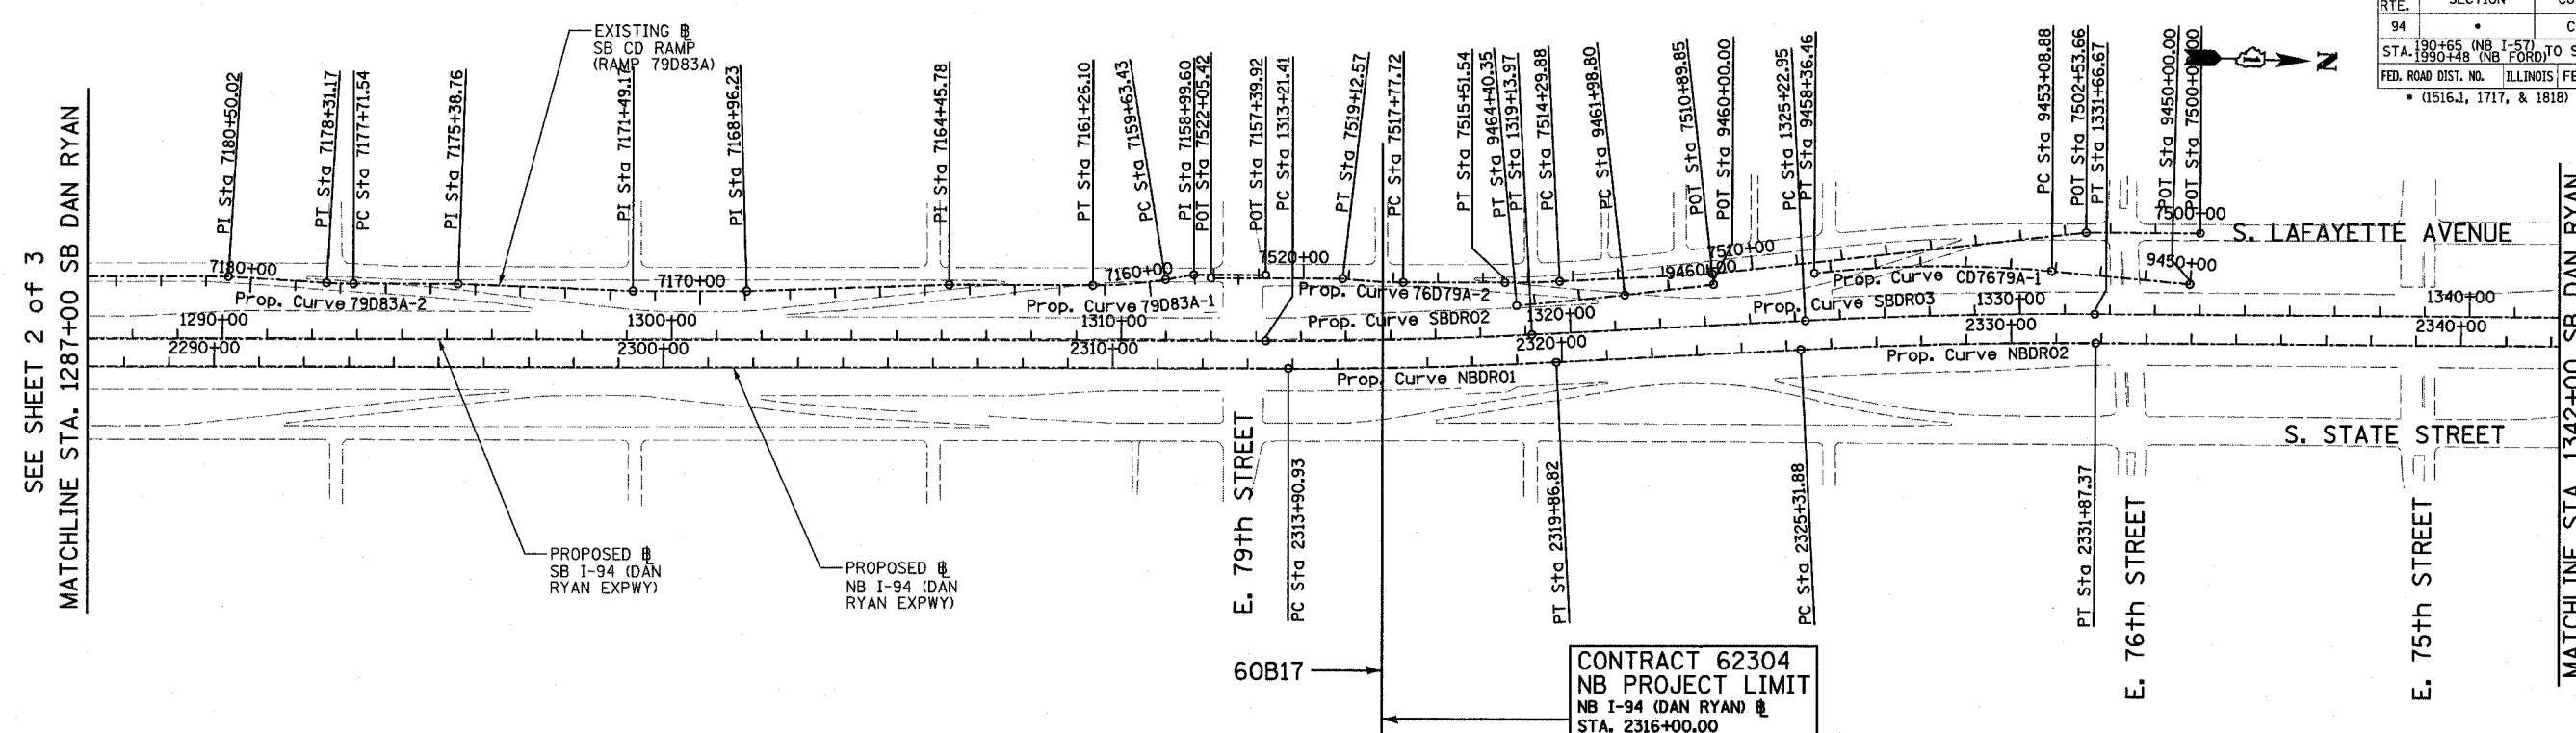 SEE SHEET 2 of 3
MATCHLINE STA. 1287+00 SB DAN RYAN
EXISTING ℄
SB CD RAMP
(RAMP 79D83A)
PI Sta 7180+50.02
PT Sta 7178+31.17
PC Sta 7177+71.54
PI Sta 7175+38.76
PI Sta 7171+49.17
PI Sta 7168+96.23
PI Sta 7164+45.78
PT Sta 7161+26.10
PC Sta 7159+63.43
PI Sta 7158+99.60
POT Sta 7522+05.42
POT Sta 7157+39.92
PC Sta 1313+21.41
PT Sta 7519+12.57
PC Sta 7517+77.72
PT Sta 7515+51.54
PT Sta 9464+40.35
PT Sta 1319+13.97
PC Sta 7514+29.88
PC Sta 9461+98.80
POT Sta 7510+89.85
POT Sta 9460+00.00
PC Sta 1325+22.95
PT Sta 9458+36.46
PC Sta 9453+08.88
POT Sta 7502+53.66
PT Sta 1331+66.67
POT Sta 9450+00.00
POT Sta 7500+00.00
N
RTE.
SECTION
94
•
C
STA. 190+65 (NB I-57) TO S
1990+48 (NB FORD)
FED. ROAD DIST. NO.
ILLINOIS
FE
• (1516.1, 1717, & 1818)
7180+00
7170+00
7160+00
7520+00
7510+00
7500+00
9460+00
9450+00
S. LAFAYETTE AVENUE
Prop. Curve 79D83A-2
Prop. Curve 79D83A-1
Prop. Curve 76D79A-2
Prop. Curve CD7679A-1
Prop. Curve SBDR02
Prop. Curve SBDR03
1290+00
1300+00
1310+00
1320+00
1330+00
1340+00
2290+00
2300+00
2310+00
2320+00
2330+00
2340+00
Prop. Curve NBDR01
Prop. Curve NBDR02
S. STATE STREET
PROPOSED ℄
SB I-94 (DAN
RYAN EXPWY)
PROPOSED ℄
NB I-94 (DAN
RYAN EXPWY)
E. 79th STREET
PC Sta 2313+90.93
PT Sta 2319+86.82
PC Sta 2325+31.88
PT Sta 2331+87.37
E. 76th STREET
E. 75th STREET
60B17
CONTRACT 62304
NB PROJECT LIMIT
NB I-94 (DAN RYAN) ℄
STA. 2316+00.00
MATCHLINE STA. 1342+00 SB DAN RYAN